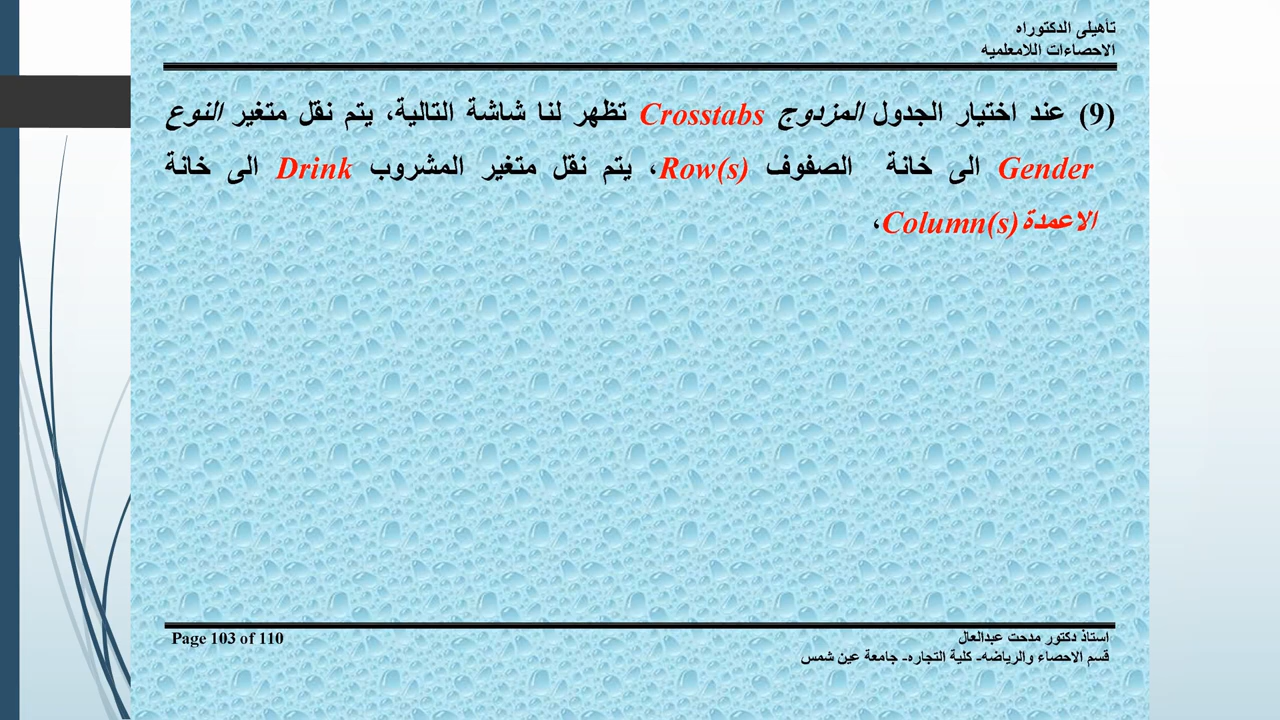 تأهيلى الدكتوراه
الاحصاءات اللامعلميه
(9) عند اختيار الجدول المزدوج Crosstabs تظهر لنا شاشة التالية، يتم نقل متغير النوع
Gender الى خانة الصفوف Row(s)، يتم نقل متغير المشروب Drink الى خانة
الاعمدة Column(s)،
استاذ دكتور مدحت عبدالعال
Page 103 of 110
قسم الاحصاء والرياضه- كلية التجاره- جامعة عين شمس